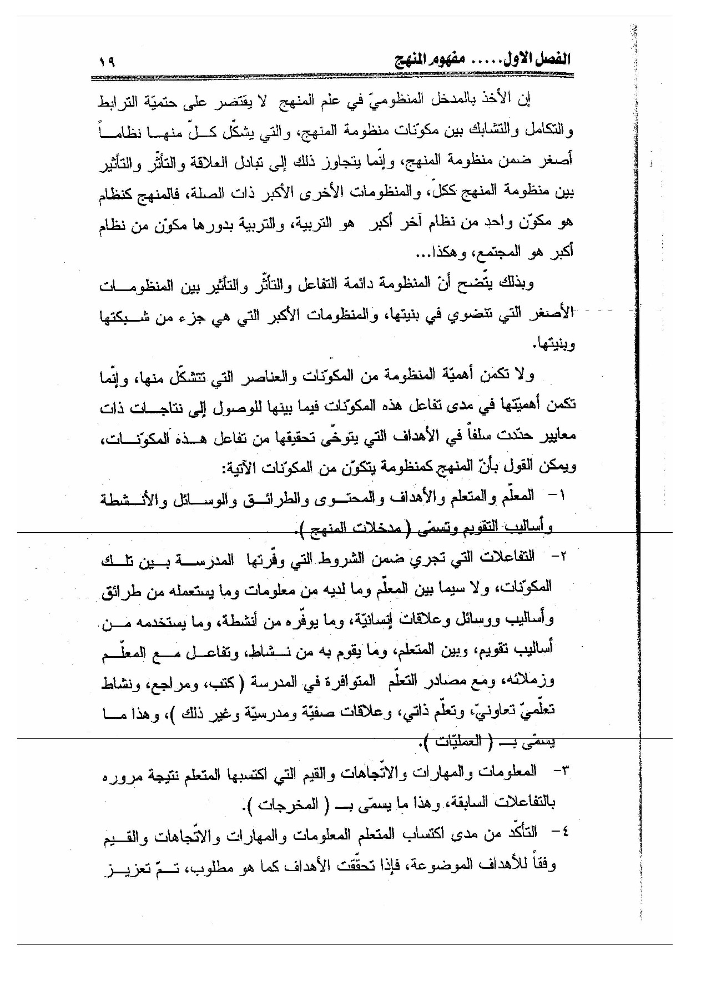 الفصل الاول..... مفهوم المنهج ١٩
إن الأخذ بالمدخل المنظوميّ في علم المنهج لا يقتصر على حتميّة الترابط
والتكامل والتشابك بين مكوّنات منظومة المنهج، والتي يشكّل كلّ منها نظاماً
أصغر ضمن منظومة المنهج، وإنّما يتجاوز ذلك إلى تبادل العلاقة والتأثّر والتأثير
بين منظومة المنهج ككلّ، والمنظومات الأخرى الأكبر ذات الصلة، فالمنهج كنظام
هو مكوّن واحد من نظام آخر أكبر هو التربية، والتربية بدورها مكوّن من نظام
أكبر هو المجتمع، وهكذا...
وبذلك يتّضح أنّ المنظومة دائمة التفاعل والتأثّر والتأثير بين المنظومات
الأصغر التي تنضوي في بنيتها، والمنظومات الأكبر التي هي جزء من شبكتها
وبنيتها.
ولا تكمن أهميّة المنظومة من المكوّنات والعناصر التي تتشكّل منها، وإنّما
تكمن أهميّتها في مدى تفاعل هذه المكوّنات فيما بينها للوصول إلى نتاجات ذات
معايير حدّدت سلفاً في الأهداف التي يتوخّى تحقيقها من تفاعل هذه المكوّنات،
ويمكن القول بأنّ المنهج كمنظومة يتكوّن من المكوّنات الآتية:
١- المعلّم والمتعلم والأهداف والمحتوى والطرائق والوسائل والأنشطة
وأساليب التقويم وتسمّى ( مدخلات المنهج ).
٢- التفاعلات التي تجري ضمن الشروط التي وفّرتها المدرسة بين تلك
المكوّنات، ولا سيما بين المعلّم وما لديه من معلومات وما يستعمله من طرائق
وأساليب ووسائل وعلاقات إنسانيّة، وما يوفّره من أنشطة، وما يستخدمه من
أساليب تقويم، وبين المتعلم، وما يقوم به من نشاط، وتفاعل مع المعلّم
وزملائه، ومع مصادر التعلّم المتوافرة في المدرسة ( كتب، ومراجع، ونشاط
تعلّميّ تعاونيّ، وتعلّم ذاتي، وعلاقات صفيّة ومدرسيّة وغير ذلك )، وهذا ما
يسمّى بـ ( العمليّات ).
٣- المعلومات والمهارات والاتّجاهات والقيم التي اكتسبها المتعلم نتيجة مروره
بالتفاعلات السابقة، وهذا ما يسمّى بـ ( المخرجات ).
٤- التأكّد من مدى اكتساب المتعلم المعلومات والمهارات والاتّجاهات والقيم
وفقاً للأهداف الموضوعة، فإذا تحقّقت الأهداف كما هو مطلوب، تمّ تعزيز